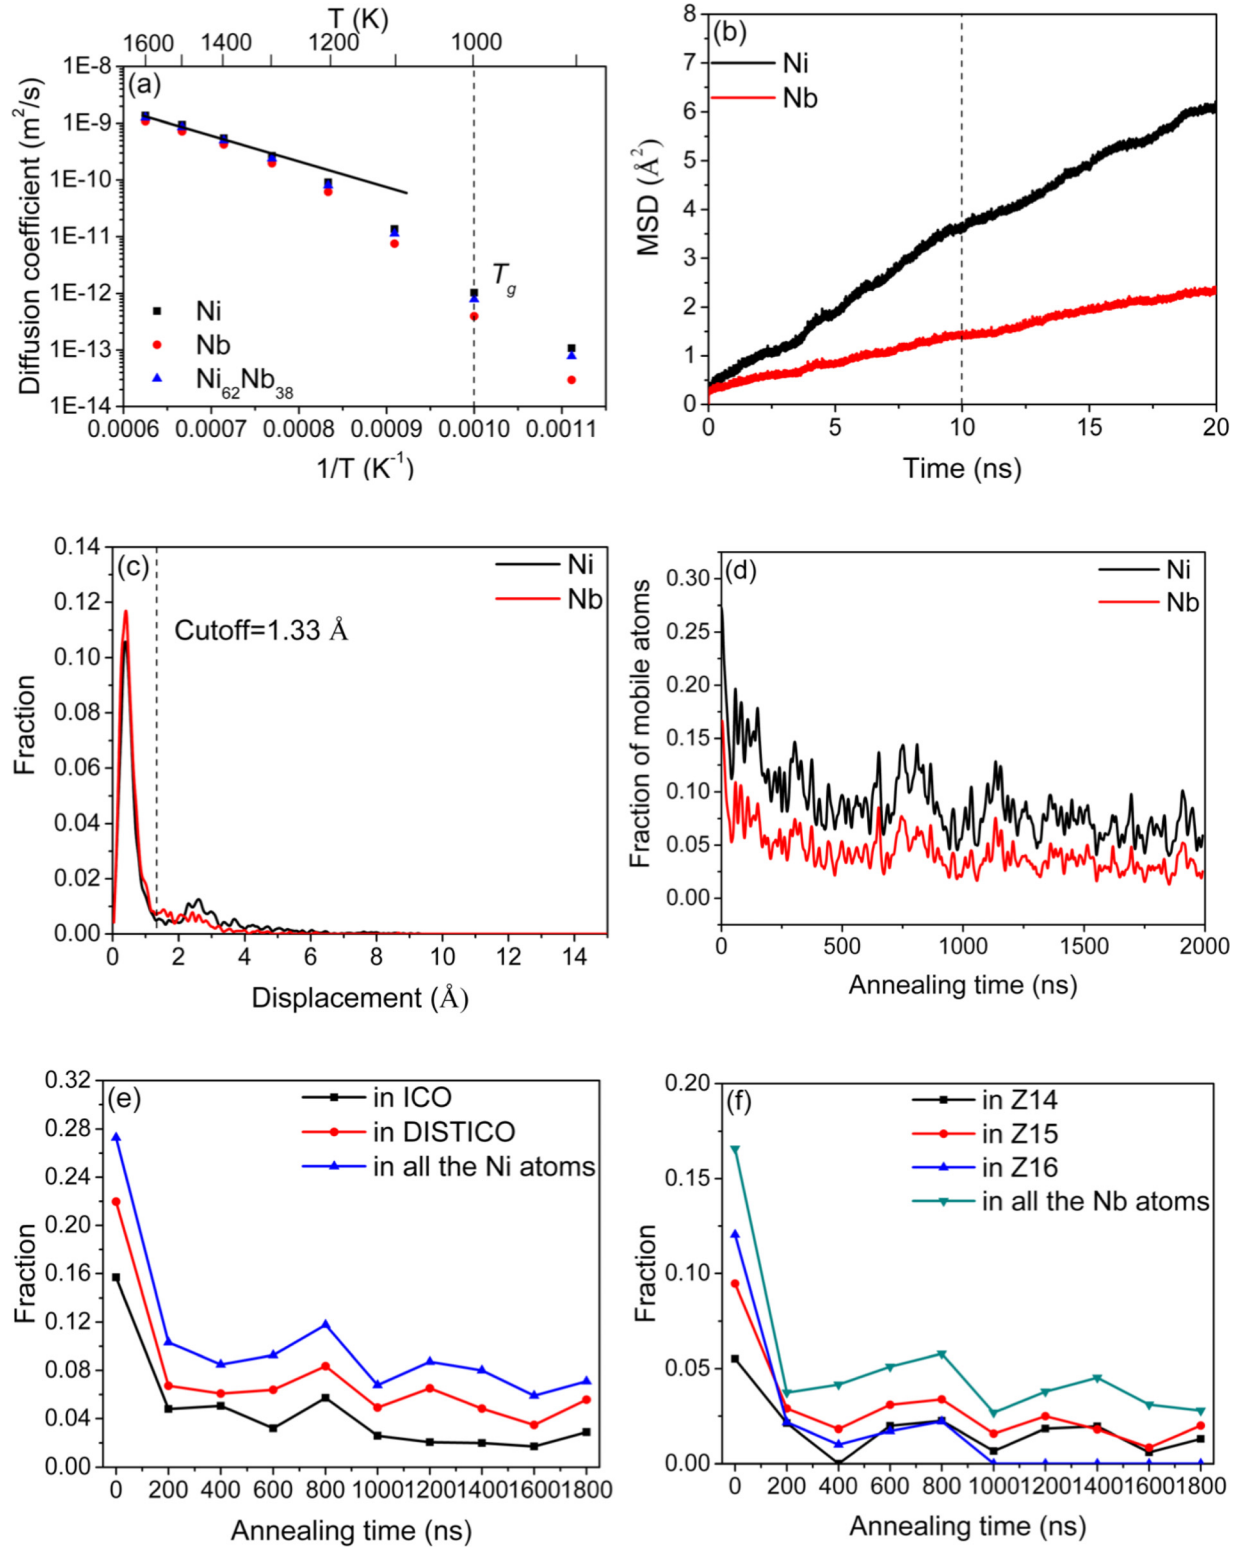 T (K)
1600 1400 1200 1000
(a)
Diffusion coefficient (m²/s)
1E-8
1E-9
1E-10
1E-11
1E-12
1E-13
1E-14
T_g
Ni
Nb
Ni₆₂Nb₃₈
0.0006 0.0007 0.0008 0.0009 0.0010 0.0011
1/T (K⁻¹)
(b)
MSD (Å²)
8
7
6
5
4
3
2
1
0
Ni
Nb
0 5 10 15 20
Time (ns)
(c)
Fraction
0.14
0.12
0.10
0.08
0.06
0.04
0.02
0.00
Ni
Nb
Cutoff=1.33 Å
0 2 4 6 8 10 12 14
Displacement (Å)
(d)
Fraction of mobile atoms
0.30
0.25
0.20
0.15
0.10
0.05
0.00
Ni
Nb
0 500 1000 1500 2000
Annealing time (ns)
(e)
Fraction
0.32
0.28
0.24
0.20
0.16
0.12
0.08
0.04
0.00
in ICO
in DISTICO
in all the Ni atoms
0 200 400 600 800 1000 1200 1400 1600 1800
Annealing time (ns)
(f)
Fraction
0.20
0.15
0.10
0.05
0.00
in Z14
in Z15
in Z16
in all the Nb atoms
0 200 400 600 800 1000 1200 1400 1600 1800
Annealing time (ns)